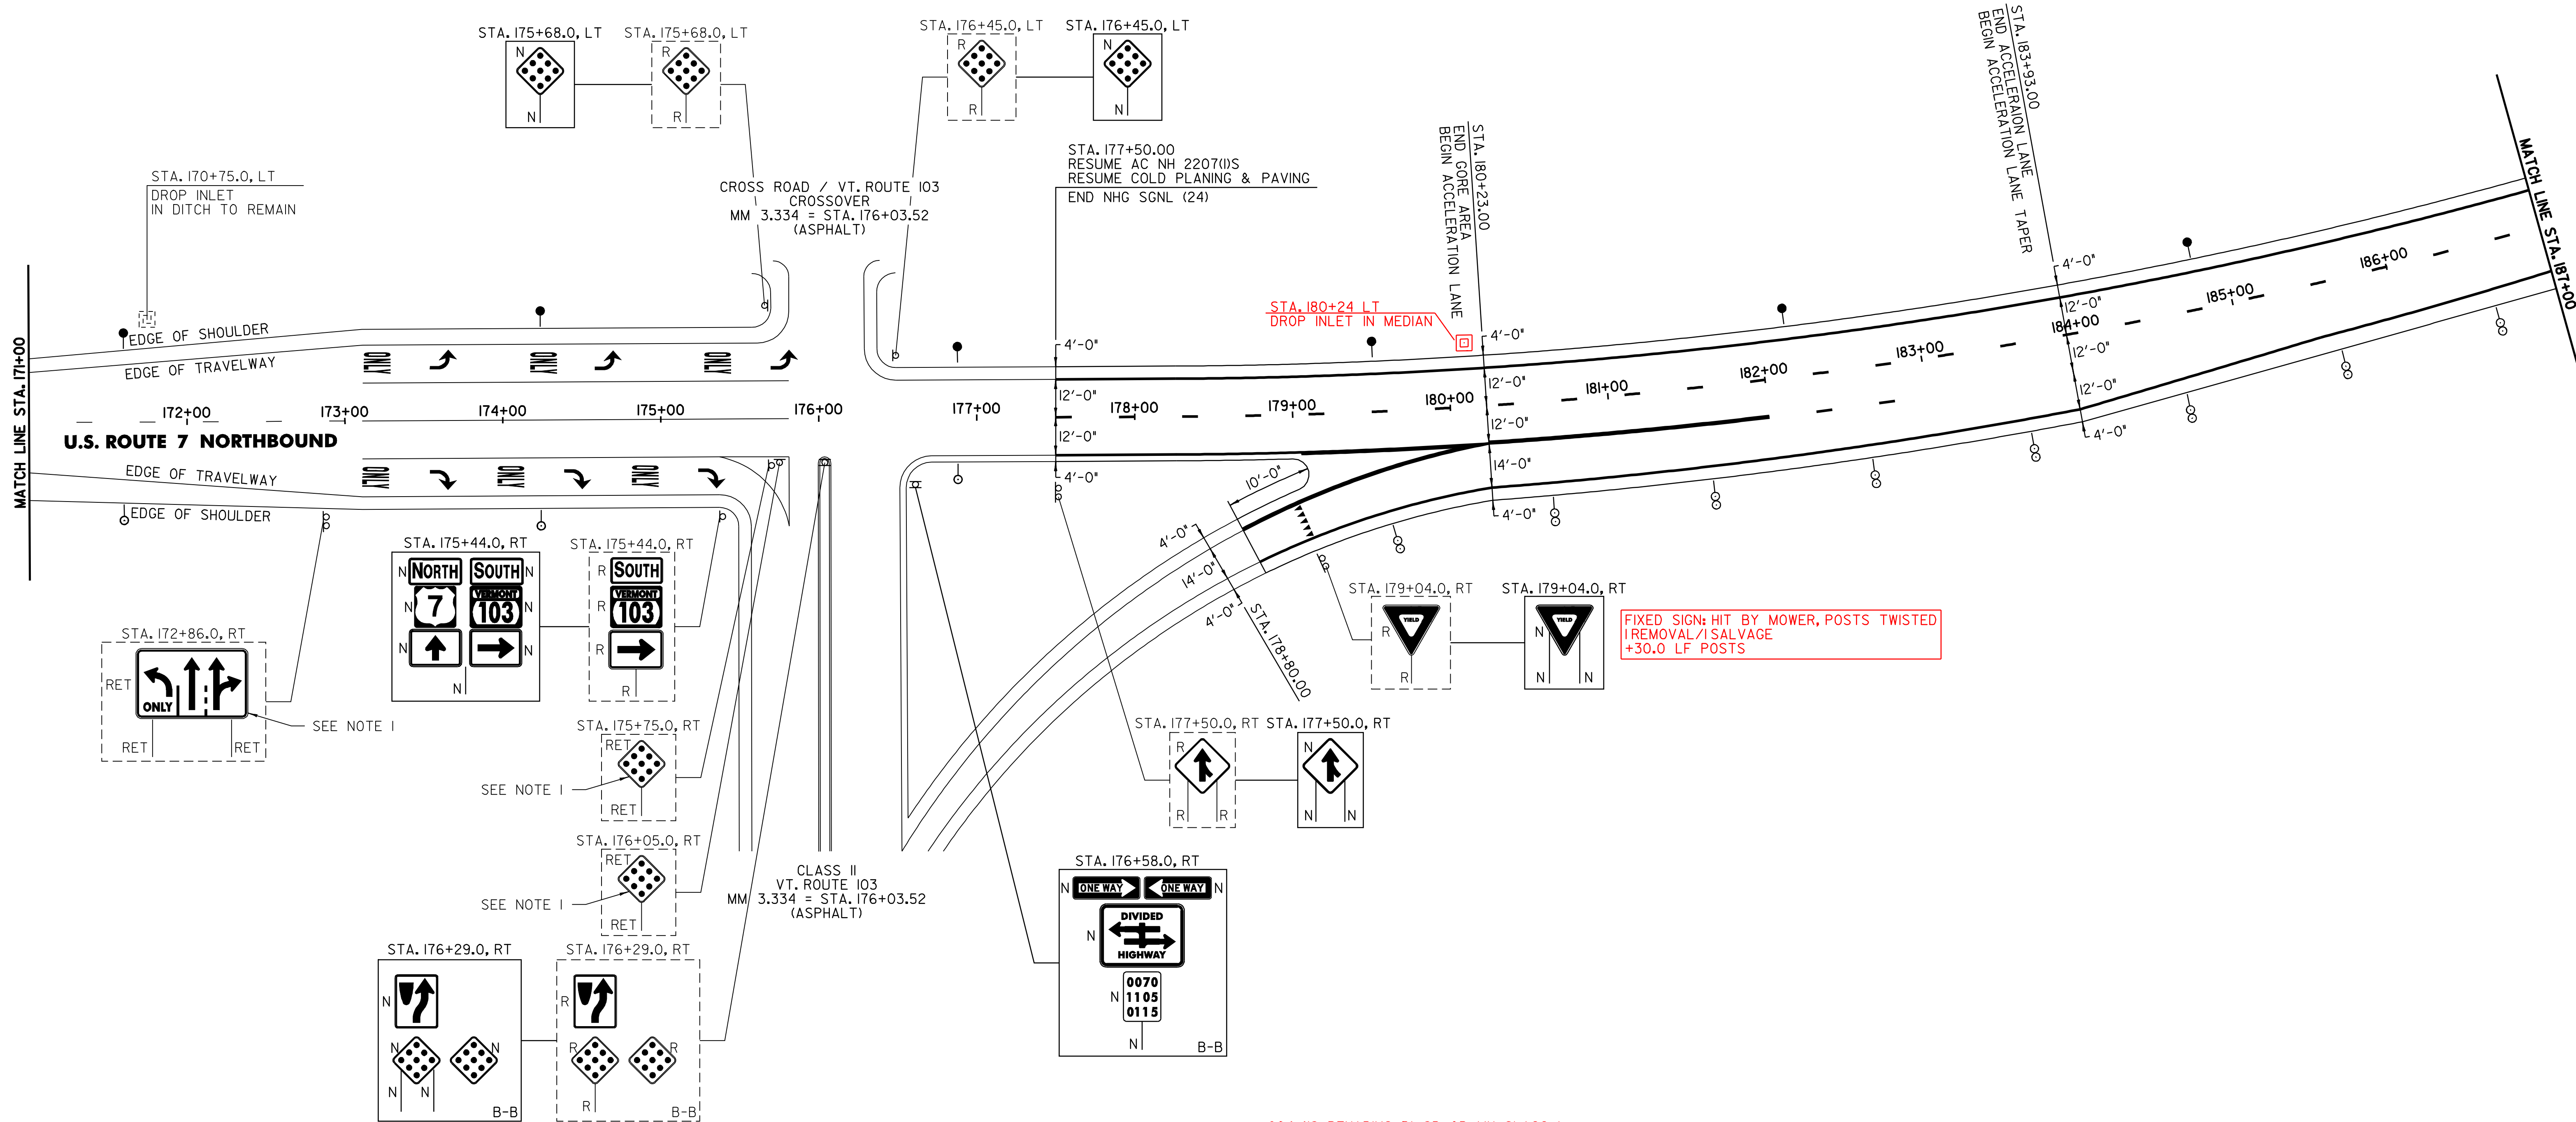 STA. 175+68.0, LT
N
N
STA. 175+68.0, LT
R
R
STA. 176+45.0, LT
R
R
STA. 176+45.0, LT
N
N
STA. 183+93.00
END ACCELERAION LANE
BEGIN ACCELERATION LANE TAPER
STA. 180+23.00
END GORE AREA
BEGIN ACCELERATION LANE
MATCH LINE STA. 187+00
STA. 170+75.0, LT
DROP INLET
IN DITCH TO REMAIN
CROSS ROAD / VT. ROUTE 103
CROSSOVER
MM 3.334 = STA. 176+03.52
(ASPHALT)
STA. 177+50.00
RESUME AC NH 2207(1)S
RESUME COLD PLANING & PAVING
END NHG SGNL (24)
STA. 180+24 LT
DROP INLET IN MEDIAN
MATCH LINE STA. 171+00
EDGE OF SHOULDER
EDGE OF TRAVELWAY
ONLY
ONLY
ONLY
172+00
173+00
174+00
175+00
176+00
177+00
178+00
179+00
180+00
181+00
182+00
183+00
184+00
185+00
186+00
U.S. ROUTE 7 NORTHBOUND
EDGE OF TRAVELWAY
EDGE OF SHOULDER
ONLY
ONLY
ONLY
4'-0"
12'-0"
12'-0"
4'-0"
4'-0"
12'-0"
12'-0"
14'-0"
4'-0"
4'-0"
12'-0"
12'-0"
12'-0"
4'-0"
10'-0"
4'-0"
14'-0"
4'-0"
STA. 178+80.00
STA. 172+86.0, RT
RET
ONLY
RET
RET
SEE NOTE 1
STA. 175+44.0, RT
N
NORTH
SOUTH
N
N
7
VERMONT
103
N
N
N
N
STA. 175+44.0, RT
R
SOUTH
R
VERMONT
103
R
R
STA. 175+75.0, RT
RET
SEE NOTE 1
RET
STA. 176+05.0, RT
RET
SEE NOTE 1
RET
CLASS II
VT. ROUTE 103
MM 3.334 = STA. 176+03.52
(ASPHALT)
STA. 176+29.0, RT
N
N
N
N
N
B-B
STA. 176+29.0, RT
R
R
R
R
B-B
STA. 176+58.0, RT
N
ONE WAY
ONE WAY
N
DIVIDED
N
HIGHWAY
N
0070
1105
0115
N
B-B
STA. 177+50.0, RT
R
R
R
STA. 177+50.0, RT
N
N
N
STA. 179+04.0, RT
YIELD
R
R
STA. 179+04.0, RT
YIELD
N
N
N
FIXED SIGN: HIT BY MOWER, POSTS TWISTED
1 REMOVAL/1 SALVAGE
+30.0 LF POSTS